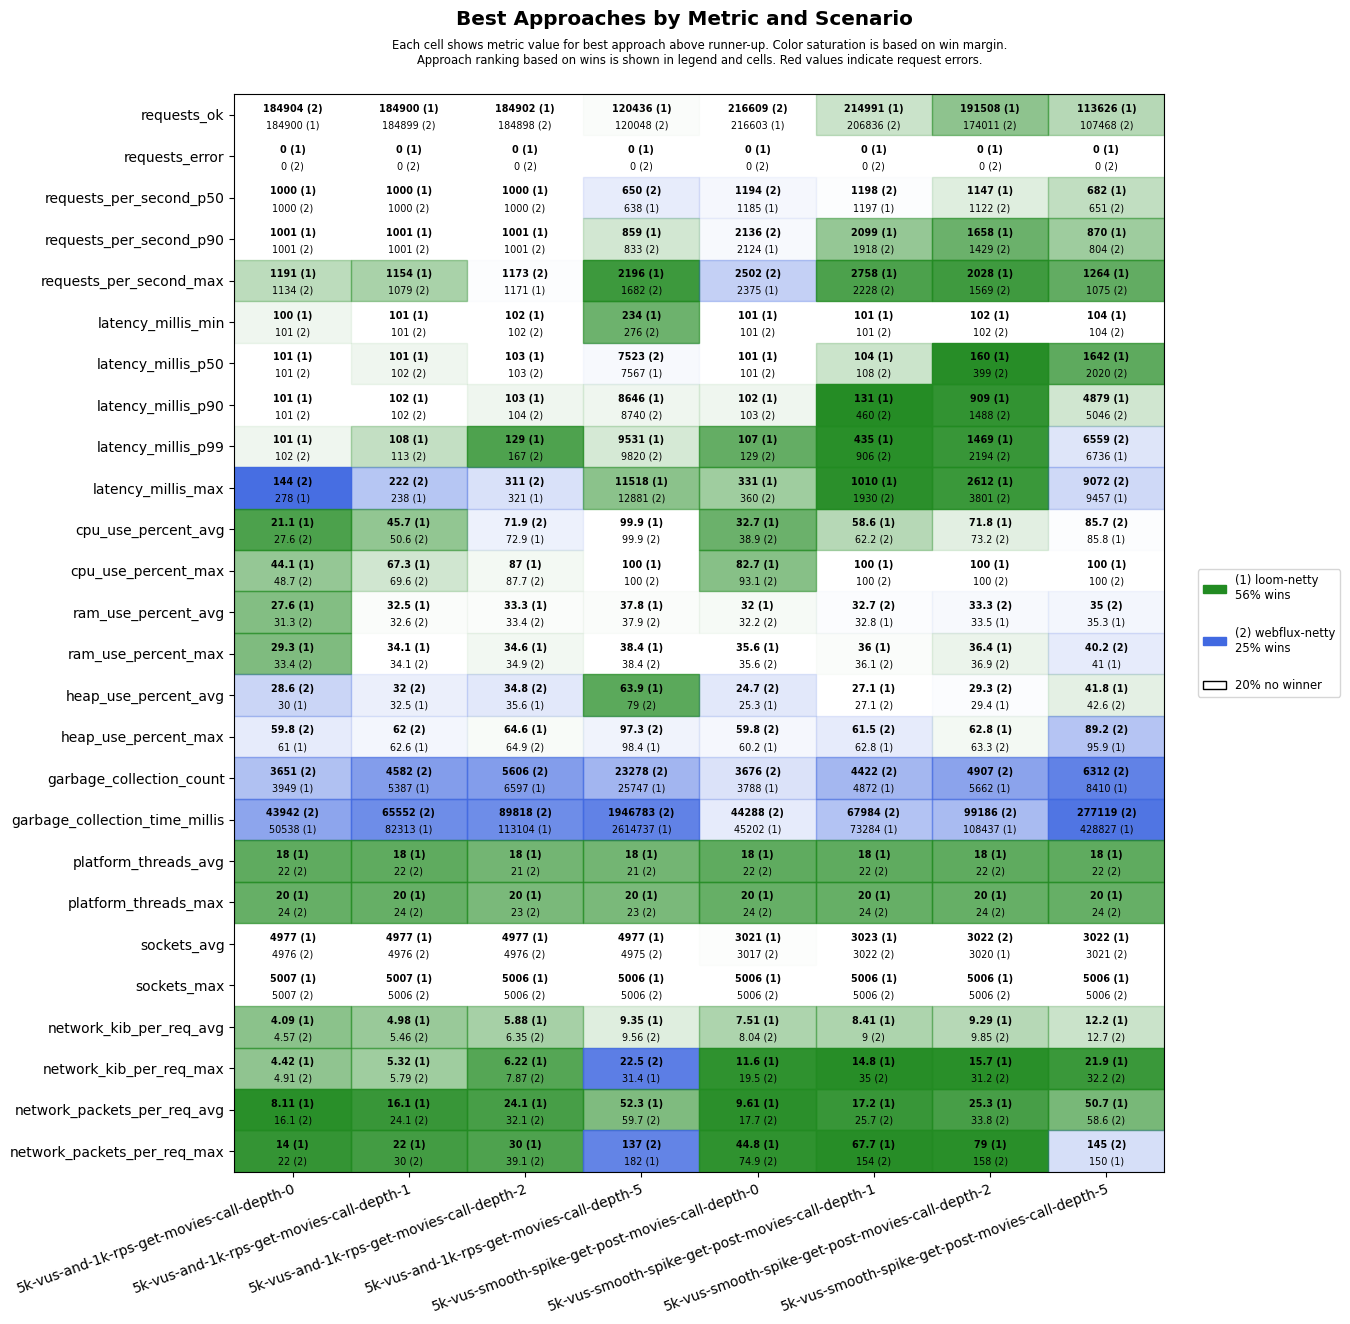 Best Approaches by Metric and Scenario
Each cell shows metric value for best approach above runner-up. Color saturation is based on win margin.
Approach ranking based on wins is shown in legend and cells. Red values indicate request errors.
requests_ok
184904 (2) 184900 (1) 184902 (1) 120436 (1) 216609 (2) 214991 (1) 191508 (1) 113626 (1)
184900 (1) 184899 (2) 184898 (2) 120048 (2) 216603 (1) 206836 (2) 174011 (2) 107468 (2)
requests_error
0 (1) 0 (1) 0 (1) 0 (1) 0 (1) 0 (1) 0 (1) 0 (1)
0 (2) 0 (2) 0 (2) 0 (2) 0 (2) 0 (2) 0 (2) 0 (2)
requests_per_second_p50
1000 (1) 1000 (1) 1000 (1) 650 (2) 1194 (2) 1198 (2) 1147 (1) 682 (1)
1000 (2) 1000 (2) 1000 (2) 638 (1) 1185 (1) 1197 (1) 1122 (2) 651 (2)
requests_per_second_p90
1001 (1) 1001 (1) 1001 (1) 859 (1) 2136 (2) 2099 (1) 1658 (1) 870 (1)
1001 (2) 1001 (2) 1001 (2) 833 (2) 2124 (1) 1918 (2) 1429 (2) 804 (2)
requests_per_second_max
1191 (1) 1154 (1) 1173 (2) 2196 (1) 2502 (2) 2758 (1) 2028 (1) 1264 (1)
1134 (2) 1079 (2) 1171 (1) 1682 (2) 2375 (1) 2228 (2) 1569 (2) 1075 (2)
latency_millis_min
100 (1) 101 (1) 102 (1) 234 (1) 101 (1) 101 (1) 102 (1) 104 (1)
101 (2) 101 (2) 102 (2) 276 (2) 101 (2) 101 (2) 102 (2) 104 (2)
latency_millis_p50
101 (1) 101 (1) 103 (1) 7523 (2) 101 (1) 104 (1) 160 (1) 1642 (1)
101 (2) 102 (2) 103 (2) 7567 (1) 101 (2) 108 (2) 399 (2) 2020 (2)
latency_millis_p90
101 (1) 102 (1) 103 (1) 8646 (1) 102 (1) 131 (1) 909 (1) 4879 (1)
101 (2) 102 (2) 104 (2) 8740 (2) 103 (2) 460 (2) 1488 (2) 5046 (2)
latency_millis_p99
101 (1) 108 (1) 129 (1) 9531 (1) 107 (1) 435 (1) 1469 (1) 6559 (2)
102 (2) 113 (2) 167 (2) 9820 (2) 129 (2) 906 (2) 2194 (2) 6736 (1)
latency_millis_max
144 (2) 222 (2) 311 (2) 11518 (1) 331 (1) 1010 (1) 2612 (1) 9072 (2)
278 (1) 238 (1) 321 (1) 12881 (2) 360 (2) 1930 (2) 3801 (2) 9457 (1)
cpu_use_percent_avg
21.1 (1) 45.7 (1) 71.9 (2) 99.9 (1) 32.7 (1) 58.6 (1) 71.8 (1) 85.7 (2)
27.6 (2) 50.6 (2) 72.9 (1) 99.9 (2) 38.9 (2) 62.2 (2) 73.2 (2) 85.8 (1)
cpu_use_percent_max
44.1 (1) 67.3 (1) 87 (1) 100 (1) 82.7 (1) 100 (1) 100 (1) 100 (1)
48.7 (2) 69.6 (2) 87.7 (2) 100 (2) 93.1 (2) 100 (2) 100 (2) 100 (2)
ram_use_percent_avg
27.6 (1) 32.5 (1) 33.3 (1) 37.8 (1) 32 (1) 32.7 (2) 33.3 (2) 35 (2)
31.3 (2) 32.6 (2) 33.4 (2) 37.9 (2) 32.2 (2) 32.8 (1) 33.5 (1) 35.3 (1)
ram_use_percent_max
29.3 (1) 34.1 (1) 34.6 (1) 38.4 (1) 35.6 (1) 36 (1) 36.4 (1) 40.2 (2)
33.4 (2) 34.1 (2) 34.9 (2) 38.4 (2) 35.6 (2) 36.1 (2) 36.9 (2) 41 (1)
heap_use_percent_avg
28.6 (2) 32 (2) 34.8 (2) 63.9 (1) 24.7 (2) 27.1 (1) 29.3 (2) 41.8 (1)
30 (1) 32.5 (1) 35.6 (1) 79 (2) 25.3 (1) 27.1 (2) 29.4 (1) 42.6 (2)
heap_use_percent_max
59.8 (2) 62 (2) 64.6 (1) 97.3 (2) 59.8 (2) 61.5 (2) 62.8 (1) 89.2 (2)
61 (1) 62.6 (1) 64.9 (2) 98.4 (1) 60.2 (1) 62.8 (1) 63.3 (2) 95.9 (1)
garbage_collection_count
3651 (2) 4582 (2) 5606 (2) 23278 (2) 3676 (2) 4422 (2) 4907 (2) 6312 (2)
3949 (1) 5387 (1) 6597 (1) 25747 (1) 3788 (1) 4872 (1) 5662 (1) 8410 (1)
garbage_collection_time_millis
43942 (2) 65552 (2) 89818 (2) 1946783 (2) 44288 (2) 67984 (2) 99186 (2) 277119 (2)
50538 (1) 82313 (1) 113104 (1) 2614737 (1) 45202 (1) 73284 (1) 108437 (1) 428827 (1)
platform_threads_avg
18 (1) 18 (1) 18 (1) 18 (1) 18 (1) 18 (1) 18 (1) 18 (1)
22 (2) 22 (2) 21 (2) 21 (2) 22 (2) 22 (2) 22 (2) 22 (2)
platform_threads_max
20 (1) 20 (1) 20 (1) 20 (1) 20 (1) 20 (1) 20 (1) 20 (1)
24 (2) 24 (2) 23 (2) 23 (2) 24 (2) 24 (2) 24 (2) 24 (2)
sockets_avg
4977 (1) 4977 (1) 4977 (1) 4977 (1) 3021 (1) 3023 (1) 3022 (2) 3022 (1)
4976 (2) 4976 (2) 4976 (2) 4975 (2) 3017 (2) 3022 (2) 3020 (1) 3021 (2)
sockets_max
5007 (1) 5007 (1) 5006 (1) 5006 (1) 5006 (1) 5006 (1) 5006 (1) 5006 (1)
5007 (2) 5006 (2) 5006 (2) 5006 (2) 5006 (2) 5006 (2) 5006 (2) 5006 (2)
network_kib_per_req_avg
4.09 (1) 4.98 (1) 5.88 (1) 9.35 (1) 7.51 (1) 8.41 (1) 9.29 (1) 12.2 (1)
4.57 (2) 5.46 (2) 6.35 (2) 9.56 (2) 8.04 (2) 9 (2) 9.85 (2) 12.7 (2)
network_kib_per_req_max
4.42 (1) 5.32 (1) 6.22 (1) 22.5 (2) 11.6 (1) 14.8 (1) 15.7 (1) 21.9 (1)
4.91 (2) 5.79 (2) 7.87 (2) 31.4 (1) 19.5 (2) 35 (2) 31.2 (2) 32.2 (2)
network_packets_per_req_avg
8.11 (1) 16.1 (1) 24.1 (1) 52.3 (1) 9.61 (1) 17.2 (1) 25.3 (1) 50.7 (1)
16.1 (2) 24.1 (2) 32.1 (2) 59.7 (2) 17.7 (2) 25.7 (2) 33.8 (2) 58.6 (2)
network_packets_per_req_max
14 (1) 22 (1) 30 (1) 137 (2) 44.8 (1) 67.7 (1) 79 (1) 145 (2)
22 (2) 30 (2) 39.1 (2) 182 (1) 74.9 (2) 154 (2) 158 (2) 150 (1)
5k-vus-and-1k-rps-get-movies-call-depth-0
5k-vus-and-1k-rps-get-movies-call-depth-1
5k-vus-and-1k-rps-get-movies-call-depth-2
5k-vus-and-1k-rps-get-movies-call-depth-5
5k-vus-smooth-spike-get-post-movies-call-depth-0
5k-vus-smooth-spike-get-post-movies-call-depth-1
5k-vus-smooth-spike-get-post-movies-call-depth-2
5k-vus-smooth-spike-get-post-movies-call-depth-5
(1) loom-netty
56% wins
(2) webflux-netty
25% wins
20% no winner